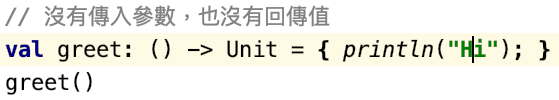 // 沒有傳入參數，也沒有回傳值
val greet: () -> Unit = { println("Hi"); }
greet()